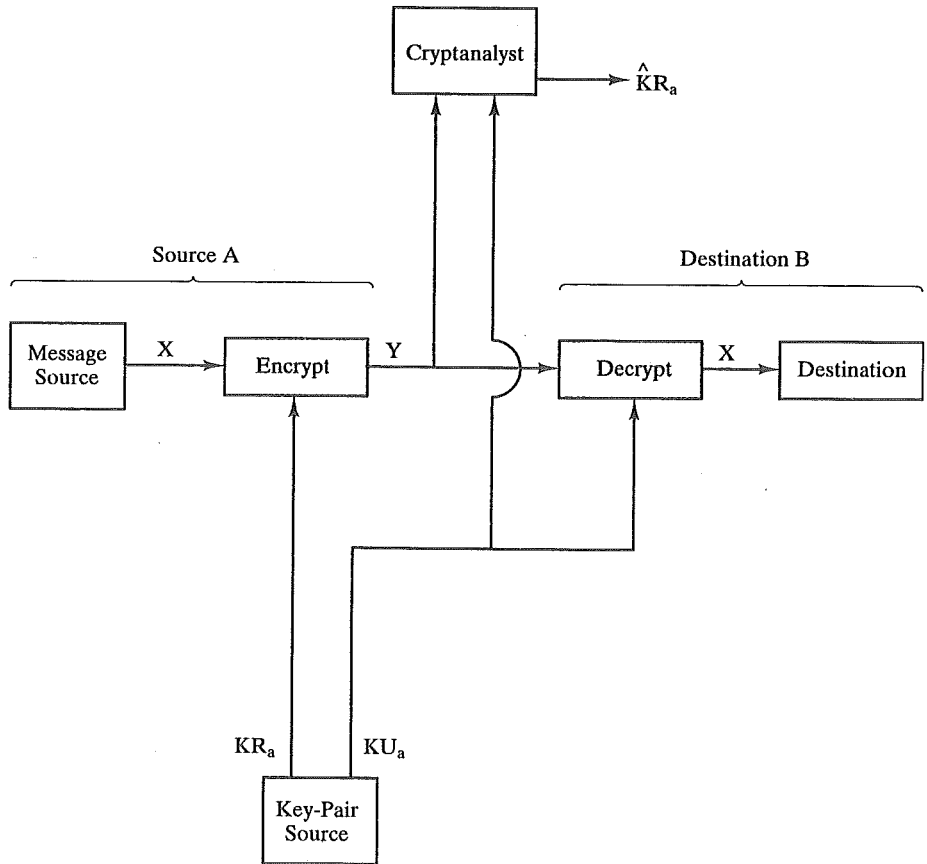 Cryptanalyst
K̂Rₐ
Source A
Destination B
Message
Source
X
Encrypt
Y
Decrypt
X
Destination
KRₐ
KUₐ
Key-Pair
Source